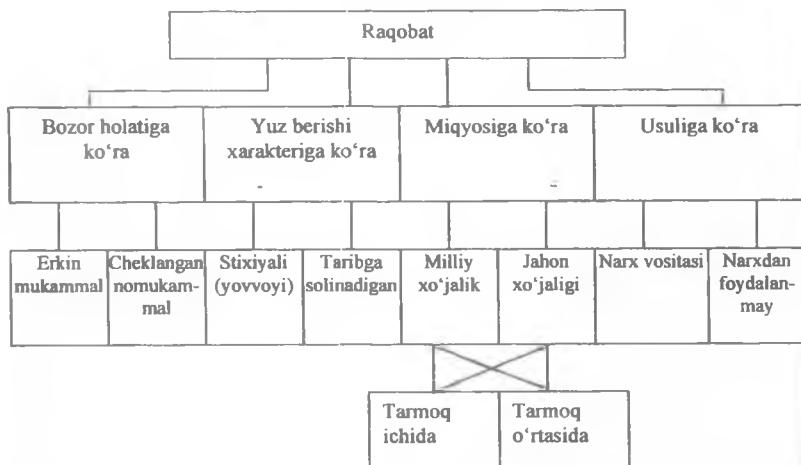 Raqobat
Bozor holatiga
ko‘ra
Yuz berishi
xarakteriga ko‘ra
Miqyosiga ko‘ra
Usuliga ko‘ra
Erkin
mukammal
Cheklangan
nomukam-
mal
Stixiyali
(yovvoyi)
Taribga
solinadigan
Milliy
xo‘jalik
Jahon
xo‘jaligi
Narx vositasi
Narxdan
foydalan-
may
Tarmoq
ichida
Tarmoq
o‘rtasida